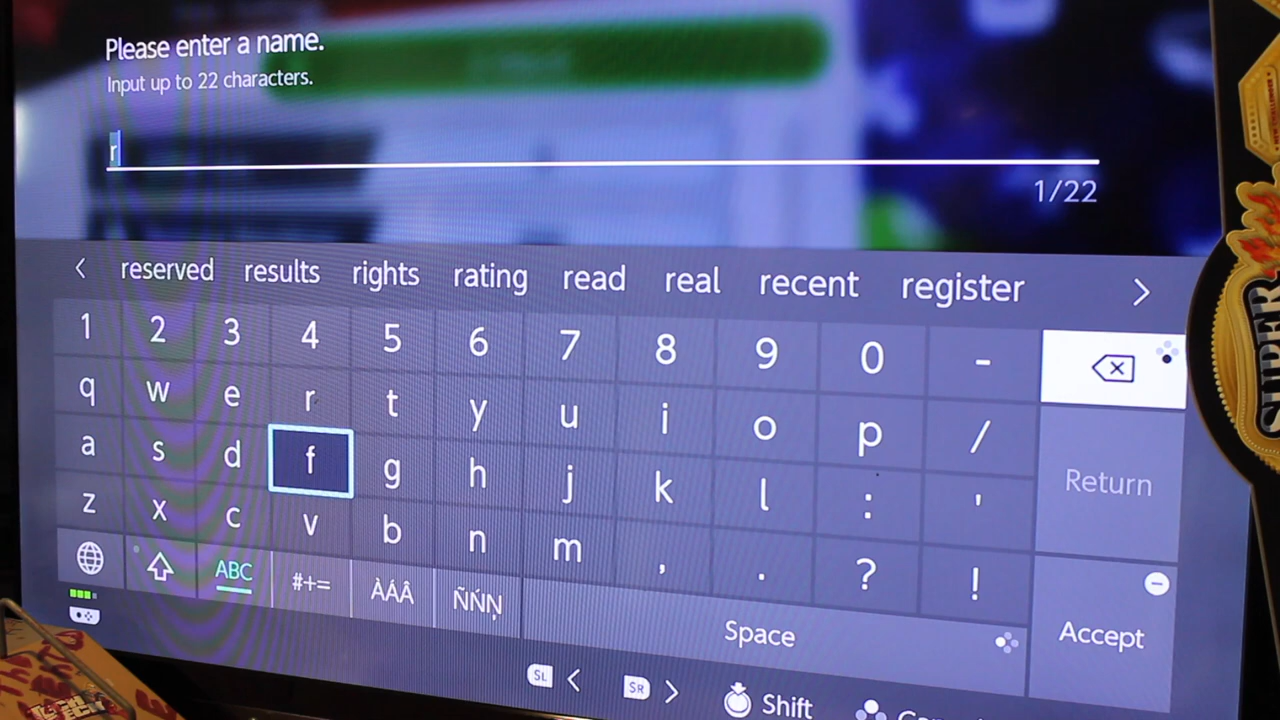 Please enter a name.
Input up to 22 characters.
r
1/22
reserved results rights rating read real recent register
1 2 3 4 5 6 7 8 9 0 -
q w e r t y u i o p /
a s d f g h j k l : '
Return
z x c v b n m , . ? !
ABC #+= ÀÁÂ ÑŃŅ Space
Accept
SL SR Shift
SUPER